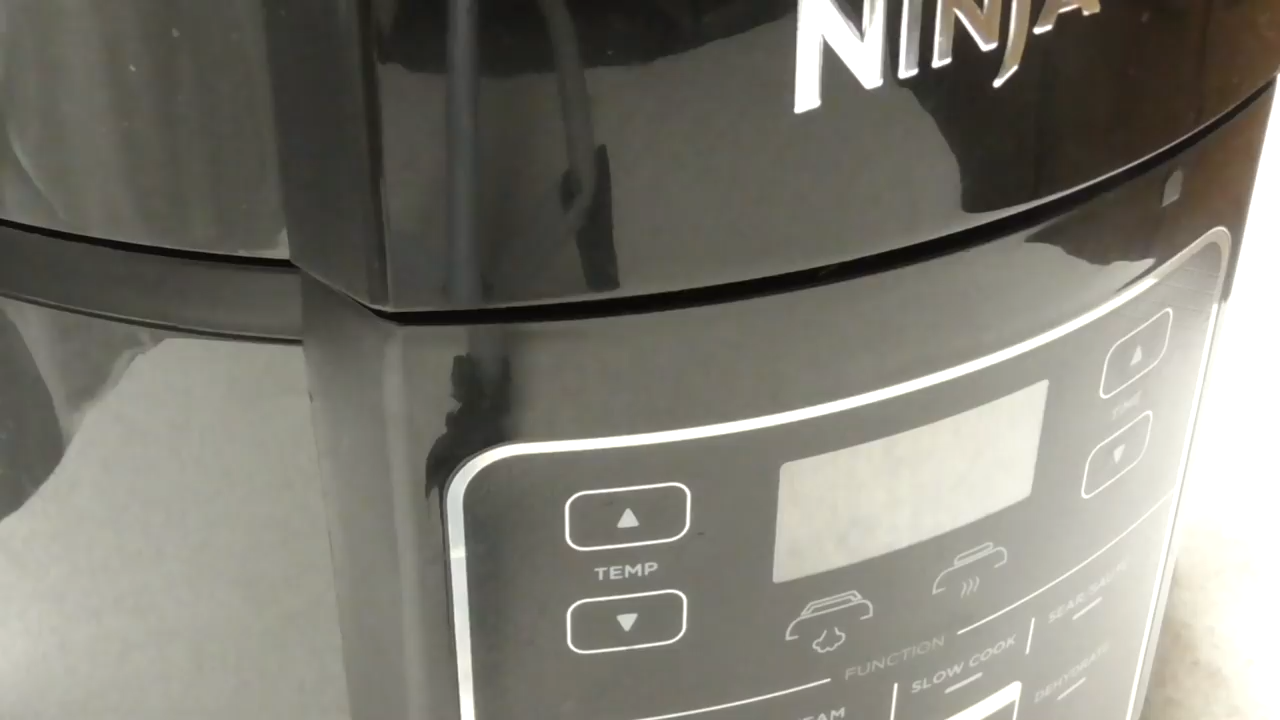 NINJA
TIME
TEMP
FUNCTION
SEAR/SAUTÉ
SLOW COOK
DEHYDRATE